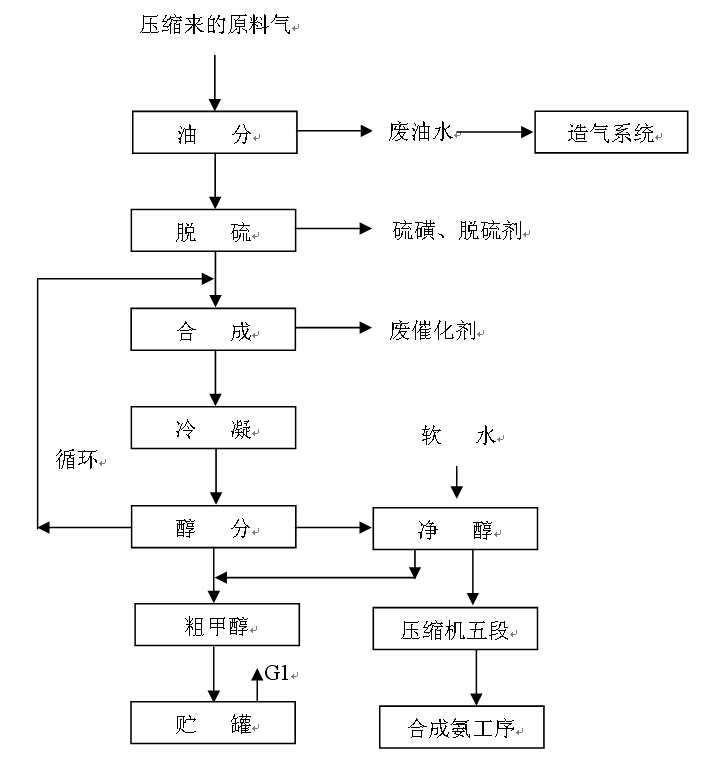 压缩来的原料气
油 分
废油水
造气系统
脱 硫
硫磺、脱硫剂
合 成
废催化剂
冷 凝
软 水
循环
醇 分
净 醇
粗甲醇
压缩机五段
G1
贮 罐
合成氨工序